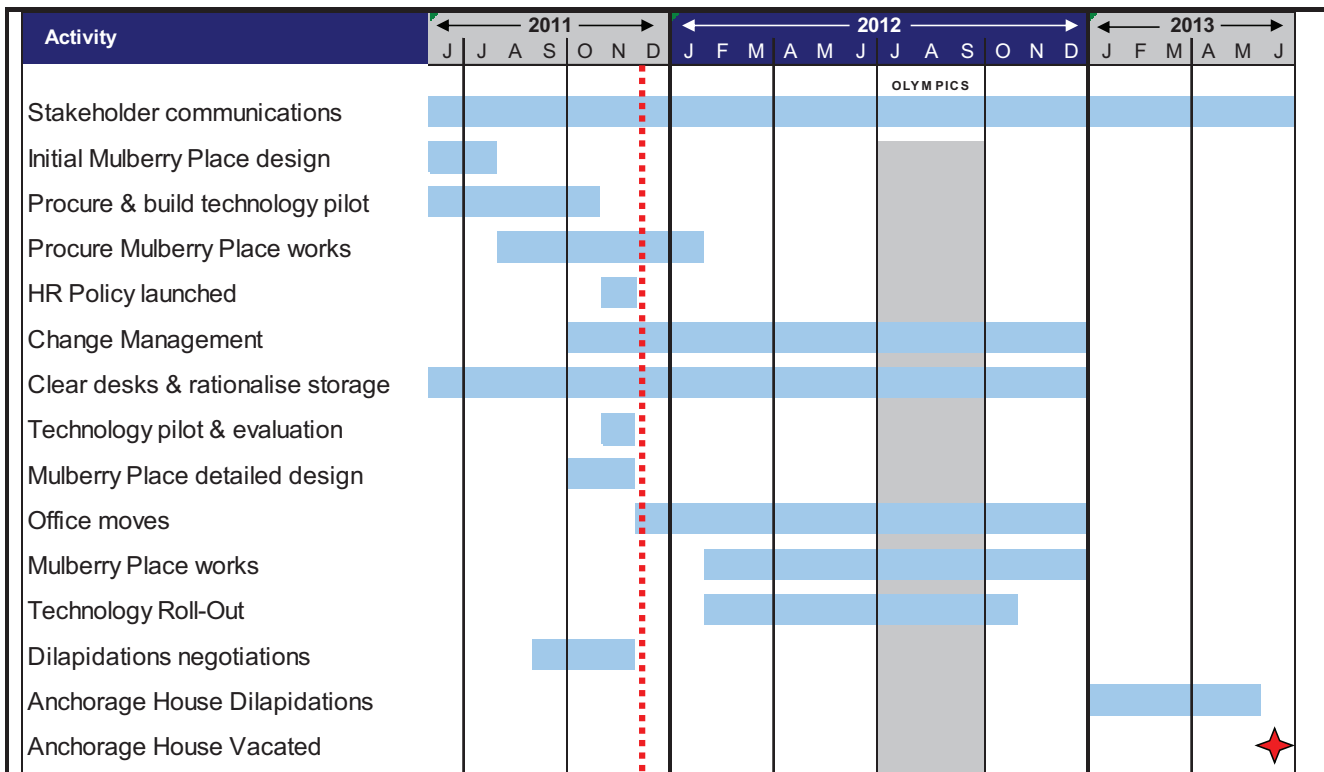 Activity
2011 2012 2013
J J A S O N D J F M A M J J A S O N D J F M A M J
OLYMPICS
Stakeholder communications
Initial Mulberry Place design
Procure & build technology pilot
Procure Mulberry Place works
HR Policy launched
Change Management
Clear desks & rationalise storage
Technology pilot & evaluation
Mulberry Place detailed design
Office moves
Mulberry Place works
Technology Roll-Out
Dilapidations negotiations
Anchorage House Dilapidations
Anchorage House Vacated